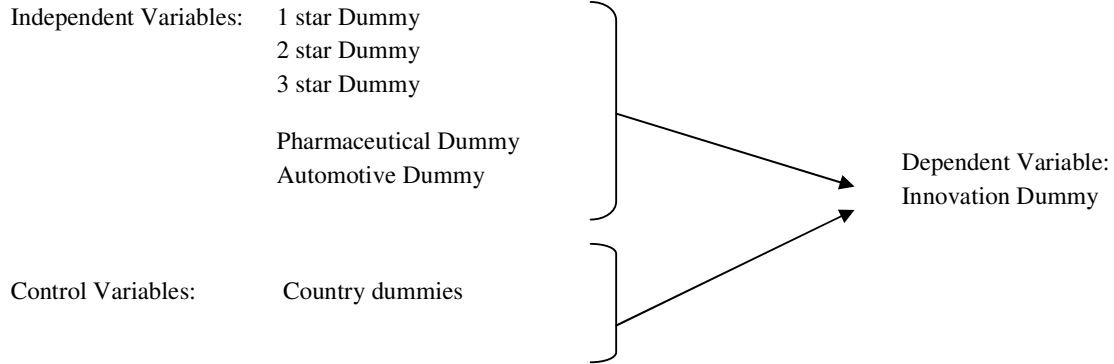 Independent Variables: 1 star Dummy
2 star Dummy
3 star Dummy
Pharmaceutical Dummy
Automotive Dummy
Dependent Variable:
Innovation Dummy
Control Variables: Country dummies